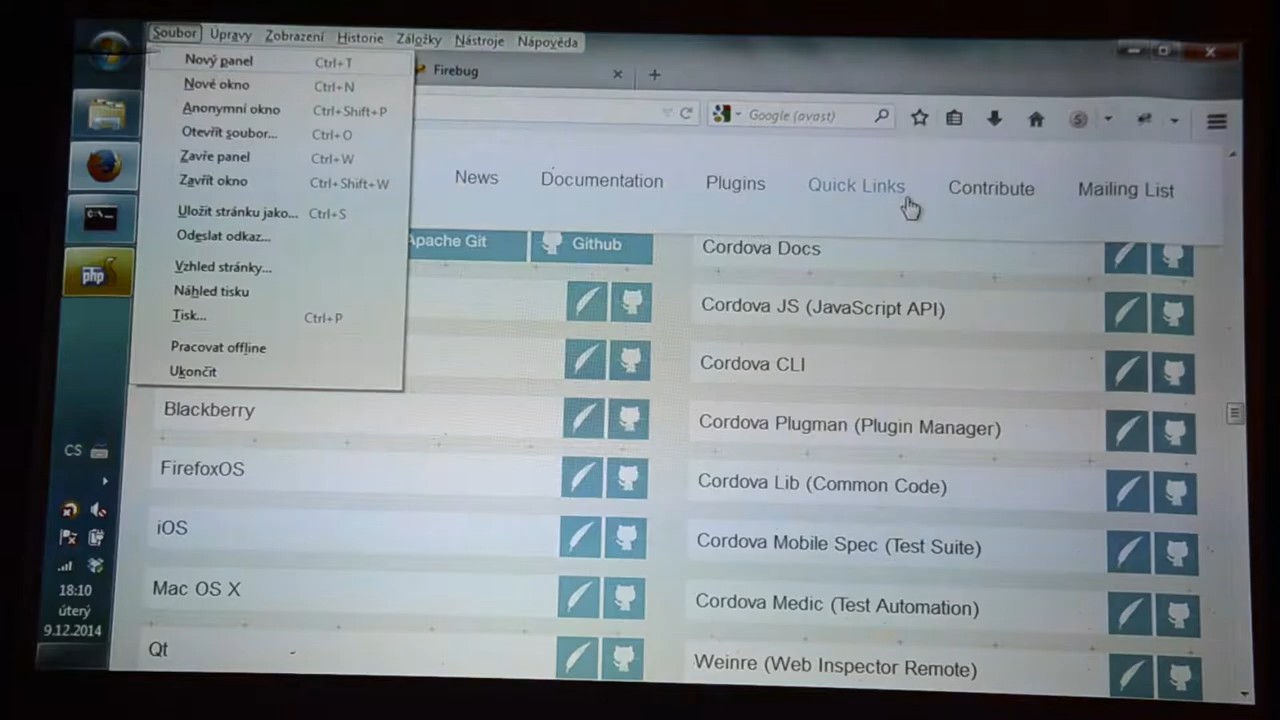 Soubor Úpravy Zobrazení Historie Záložky Nástroje Nápověda
Nový panel Ctrl+T
Nové okno Ctrl+N
Anonymní okno Ctrl+Shift+P
Otevřít soubor... Ctrl+O
Zavře panel Ctrl+W
Zavřít okno Ctrl+Shift+W
Uložit stránku jako... Ctrl+S
Odeslat odkaz...
Vzhled stránky...
Náhled tisku
Tisk... Ctrl+P
Pracovat offline
Ukončit
Firebug
Google (avast)
News Documentation Plugins Quick Links Contribute Mailing List
Apache Git Github
Blackberry
FirefoxOS
iOS
Mac OS X
Qt
Cordova Docs
Cordova JS (JavaScript API)
Cordova CLI
Cordova Plugman (Plugin Manager)
Cordova Lib (Common Code)
Cordova Mobile Spec (Test Suite)
Cordova Medic (Test Automation)
Weinre (Web Inspector Remote)
C:\_
php
CS
18:10
úterý
9.12.2014